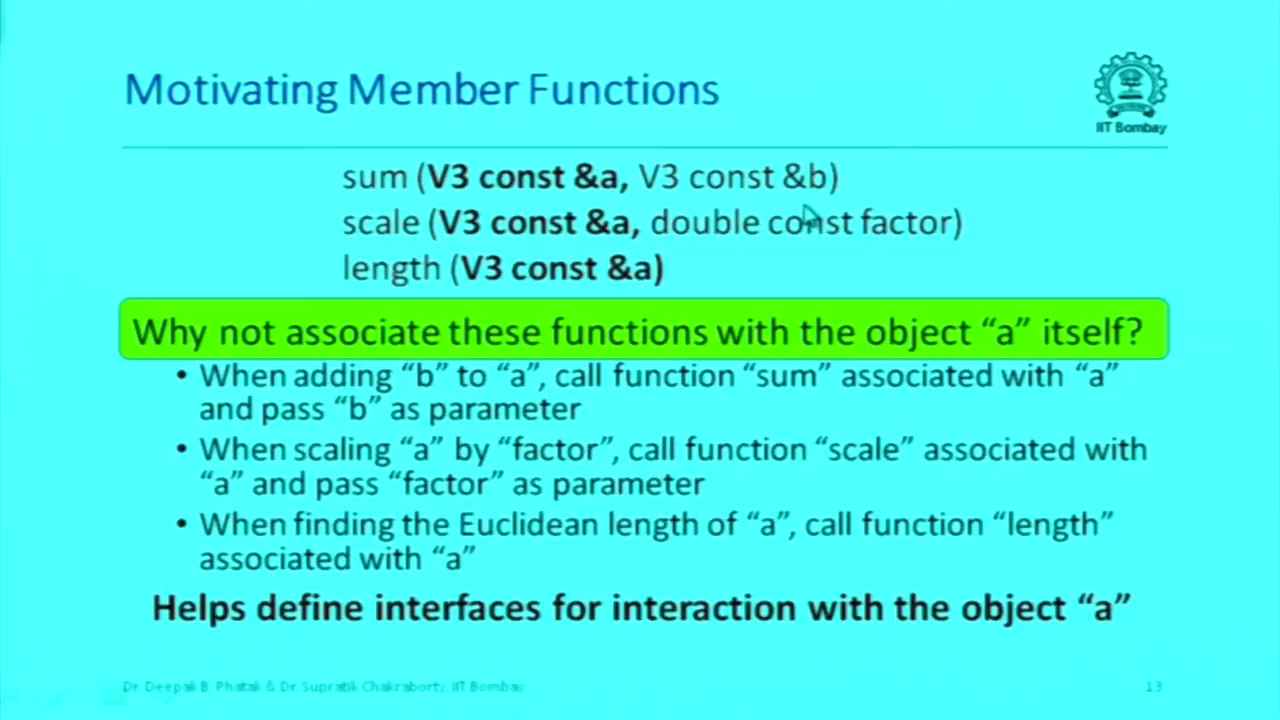 Motivating Member Functions
IIT Bombay
sum (V3 const &a, V3 const &b)
scale (V3 const &a, double const factor)
length (V3 const &a)
Why not associate these functions with the object “a” itself?
• When adding “b” to “a”, call function “sum” associated with “a”
and pass “b” as parameter
• When scaling “a” by “factor”, call function “scale” associated with
“a” and pass “factor” as parameter
• When finding the Euclidean length of “a”, call function “length”
associated with “a”
Helps define interfaces for interaction with the object “a”
Dr. Deepak B. Phatak & Dr. Supratik Chakraborty, IIT Bombay
13